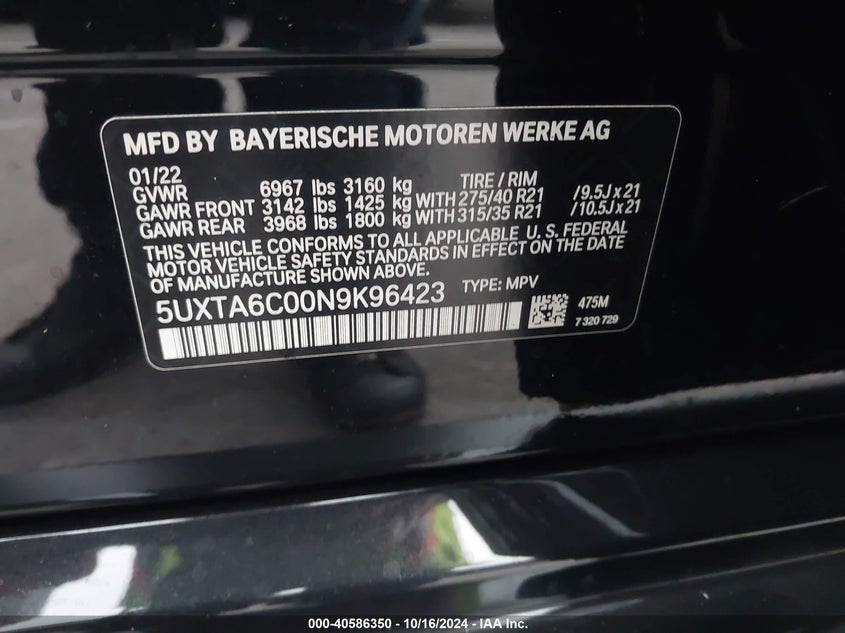 MFD BY BAYERISCHE MOTOREN WERKE AG
01/22 TIRE / RIM
GVWR 6967 lbs 3160 kg
GAWR FRONT 3142 lbs 1425 kg WITH 275/40 R21 /9.5J x 21
GAWR REAR 3968 lbs 1800 kg WITH 315/35 R21 /10.5J x 21
THIS VEHICLE CONFORMS TO ALL APPLICABLE U. S. FEDERAL
MOTOR VEHICLE SAFETY STANDARDS IN EFFECT ON THE DATE
OF MANUFACTURE SHOWN ABOVE.
5UXTA6C00N9K96423 TYPE: MPV
475M
7 320 729
000-40586350 - 10/16/2024 - IAA Inc.